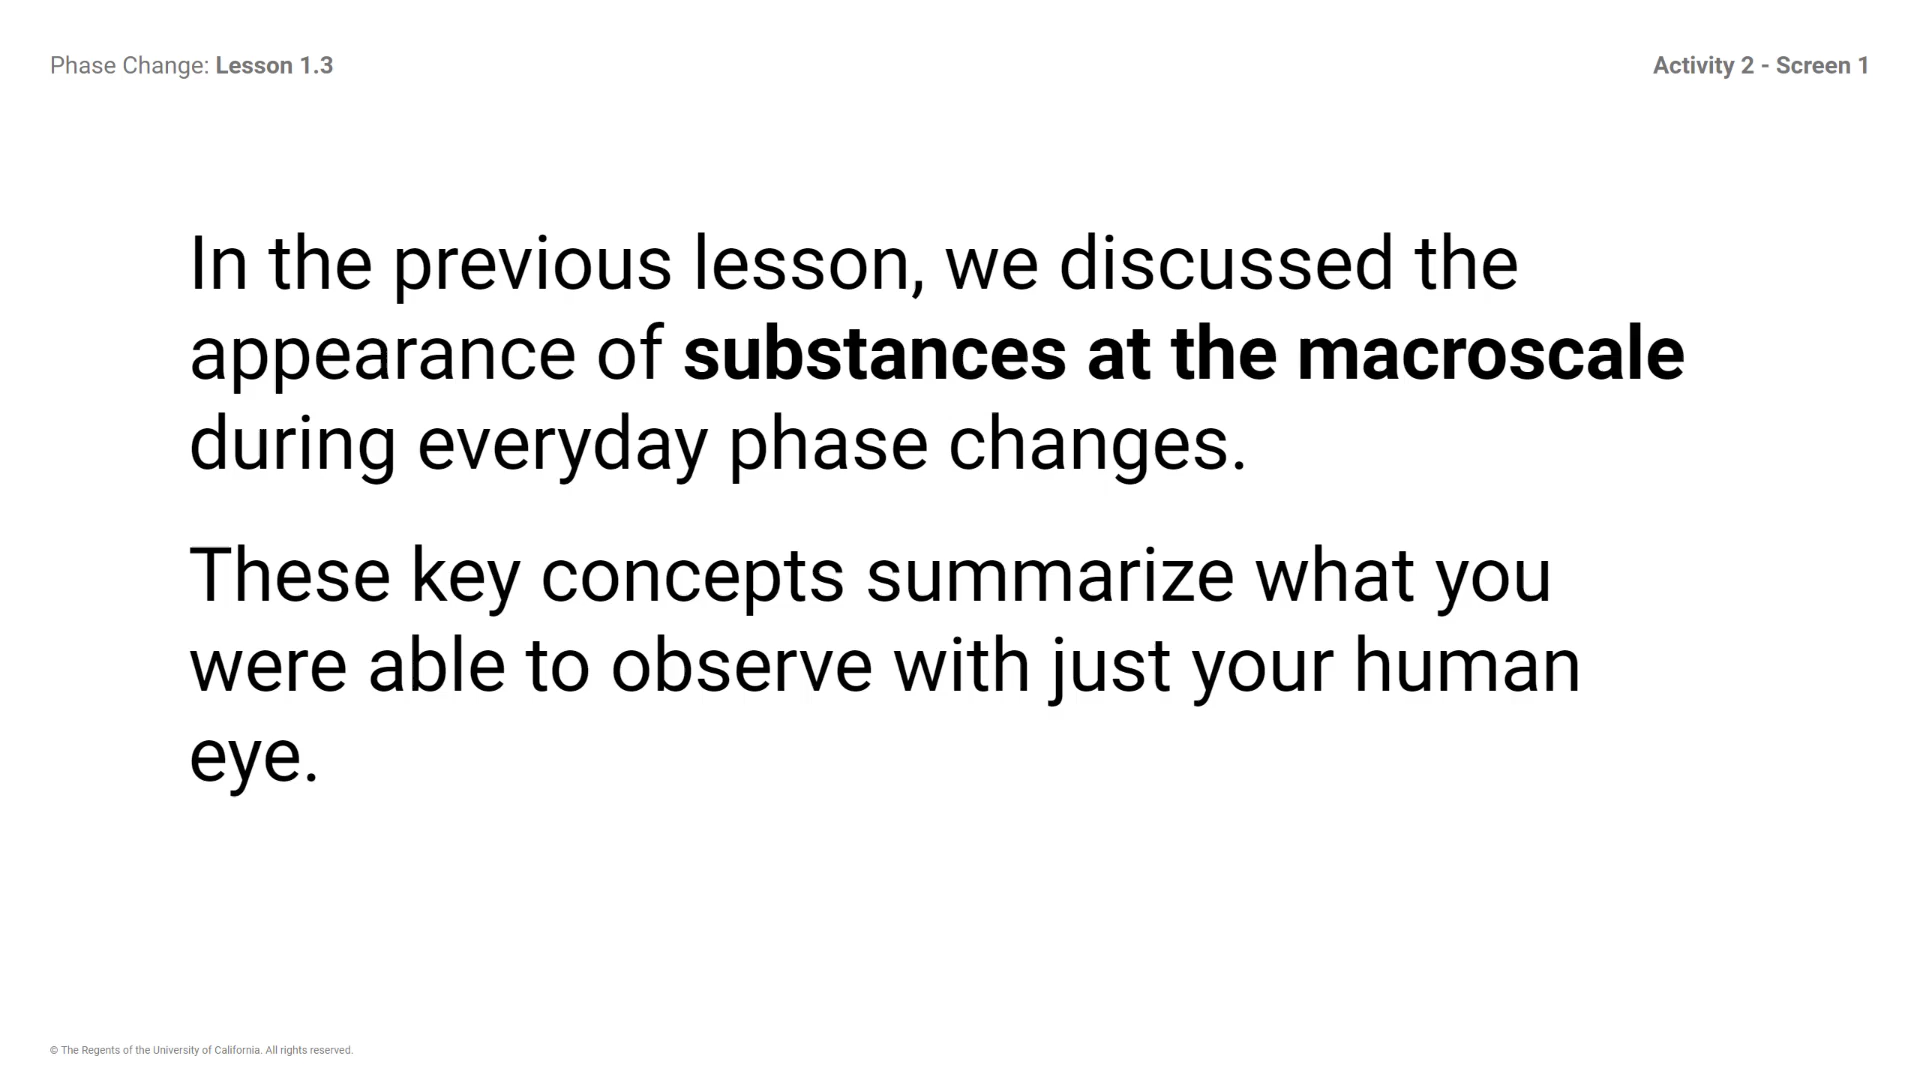 Phase Change: Lesson 1.3
Activity 2 - Screen 1
In the previous lesson, we discussed the
appearance of substances at the macroscale
during everyday phase changes.
These key concepts summarize what you
were able to observe with just your human
eye.
© The Regents of the University of California. All rights reserved.